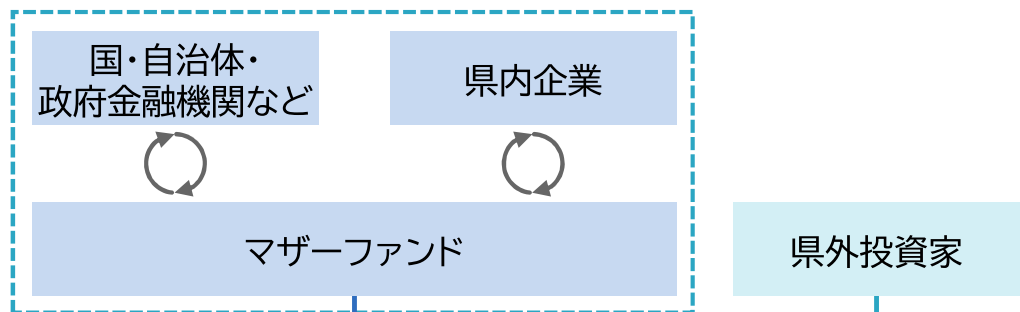 国・自治体・
政府金融機関など
県内企業
マザーファンド
県外投資家